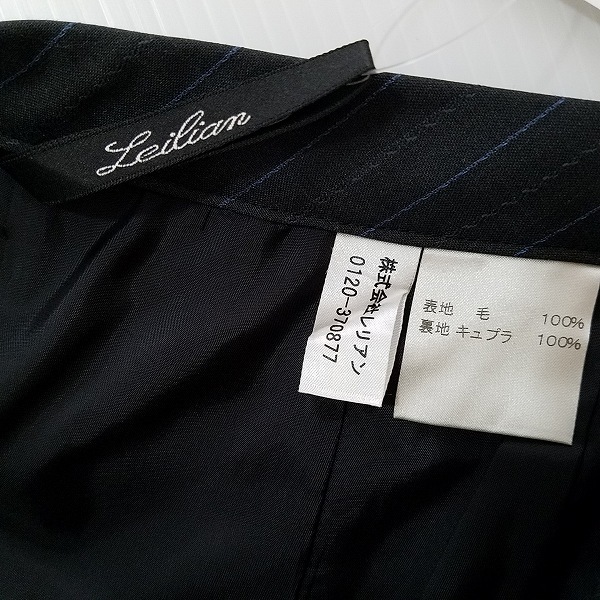 Leilian
株式会社レリアン
0120-370877
表地 毛 100%
裏地 キュプラ 100%